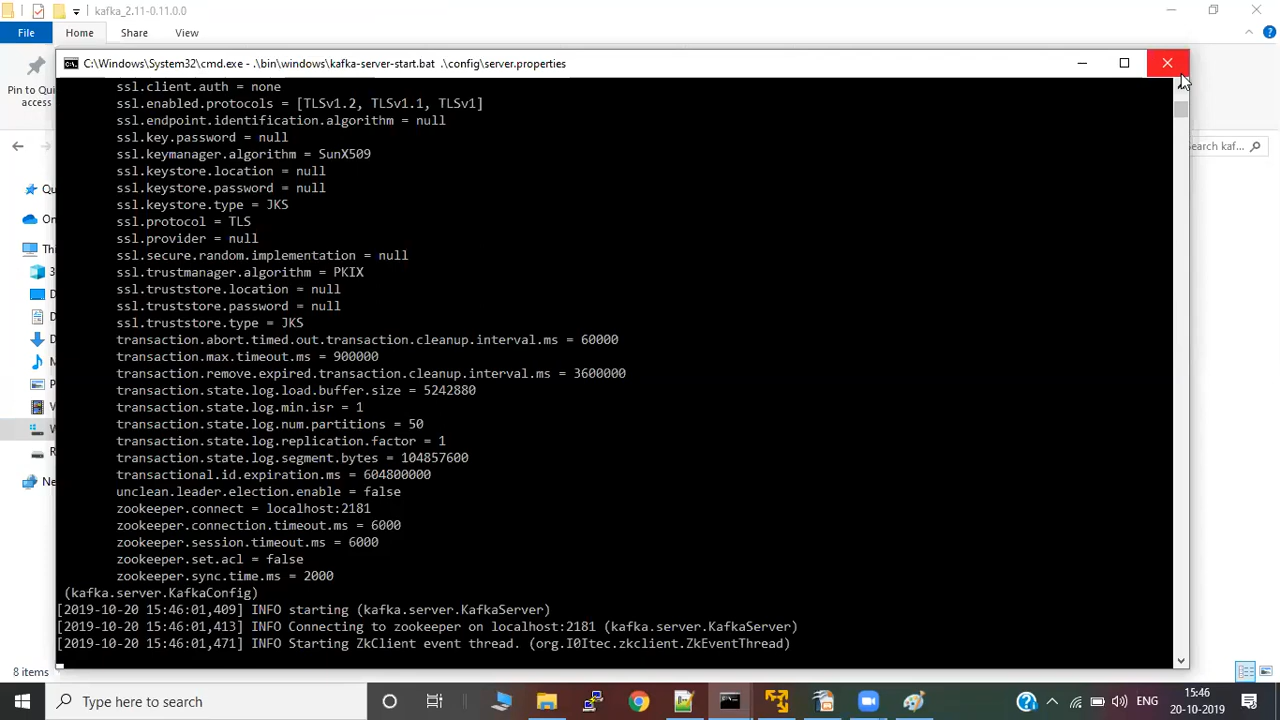 kafka_2.11-0.11.0.0
File
Home
Share
View
Pin to Quick
access
C:\Windows\System32\cmd.exe - .\bin\windows\kafka-server-start.bat .\config\server.properties
ssl.client.auth = none
ssl.enabled.protocols = [TLSv1.2, TLSv1.1, TLSv1]
ssl.endpoint.identification.algorithm = null
ssl.key.password = null
ssl.keymanager.algorithm = SunX509
ssl.keystore.location = null
ssl.keystore.password = null
ssl.keystore.type = JKS
ssl.protocol = TLS
ssl.provider = null
ssl.secure.random.implementation = null
ssl.trustmanager.algorithm = PKIX
ssl.truststore.location = null
ssl.truststore.password = null
ssl.truststore.type = JKS
transaction.abort.timed.out.transaction.cleanup.interval.ms = 60000
transaction.max.timeout.ms = 900000
transaction.remove.expired.transaction.cleanup.interval.ms = 3600000
transaction.state.log.load.buffer.size = 5242880
transaction.state.log.min.isr = 1
transaction.state.log.num.partitions = 50
transaction.state.log.replication.factor = 1
transaction.state.log.segment.bytes = 104857600
transactional.id.expiration.ms = 604800000
unclean.leader.election.enable = false
zookeeper.connect = localhost:2181
zookeeper.connection.timeout.ms = 6000
zookeeper.session.timeout.ms = 6000
zookeeper.set.acl = false
zookeeper.sync.time.ms = 2000
(kafka.server.KafkaConfig)
[2019-10-20 15:46:01,409] INFO starting (kafka.server.KafkaServer)
[2019-10-20 15:46:01,413] INFO Connecting to zookeeper on localhost:2181 (kafka.server.KafkaServer)
[2019-10-20 15:46:01,471] INFO Starting ZkClient event thread. (org.I0Itec.zkclient.ZkEventThread)
Search kaf...
8 items
Type here to search
ENG
15:46
20-10-2019